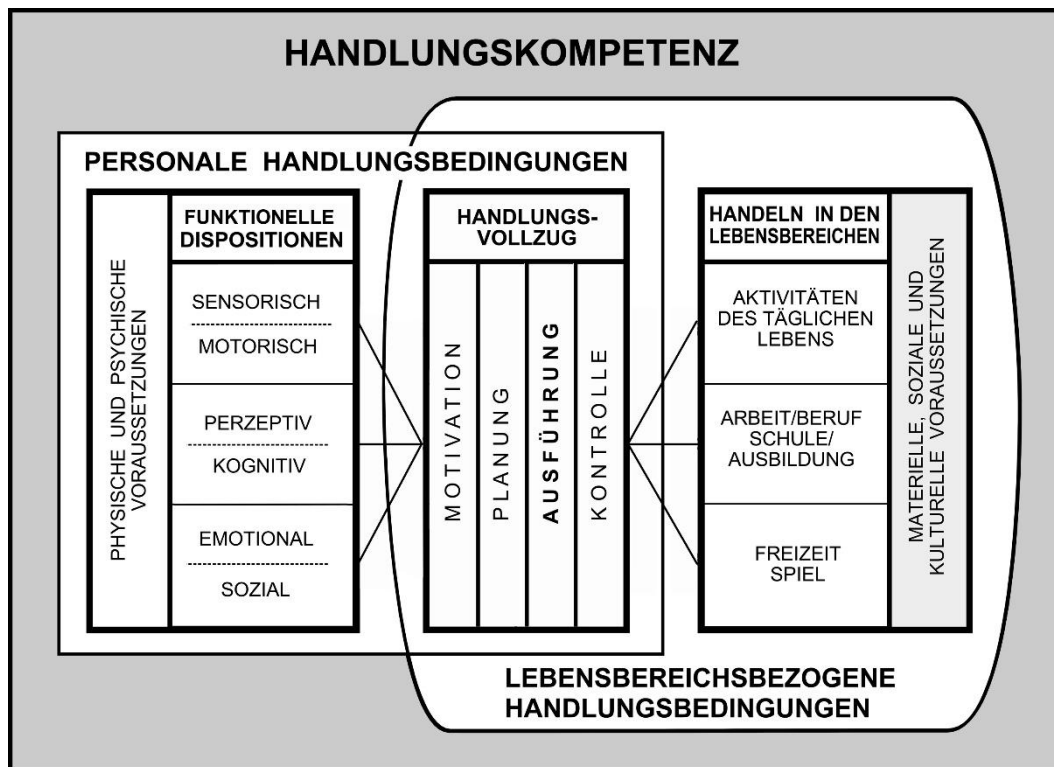 HANDLUNGSKOMPETENZ
PERSONALE HANDLUNGSBEDINGUNGEN
PHYSISCHE UND PSYCHISCHE
VORAUSSETZUNGEN
FUNKTIONELLE
DISPOSITIONEN
SENSORISCH
MOTORISCH
PERZEPTIV
KOGNITIV
EMOTIONAL
SOZIAL
HANDLUNGS-
VOLLZUG
MOTIVATION
PLANUNG
AUSFÜHRUNG
KONTROLLE
HANDELN IN DEN
LEBENSBEREICHEN
AKTIVITÄTEN
DES TÄGLICHEN
LEBENS
ARBEIT/BERUF
SCHULE/
AUSBILDUNG
FREIZEIT
SPIEL
MATERIELLE, SOZIALE UND
KULTURELLE VORAUSSETZUNGEN
LEBENSBEREICHSBEZOGENE
HANDLUNGSBEDINGUNGEN